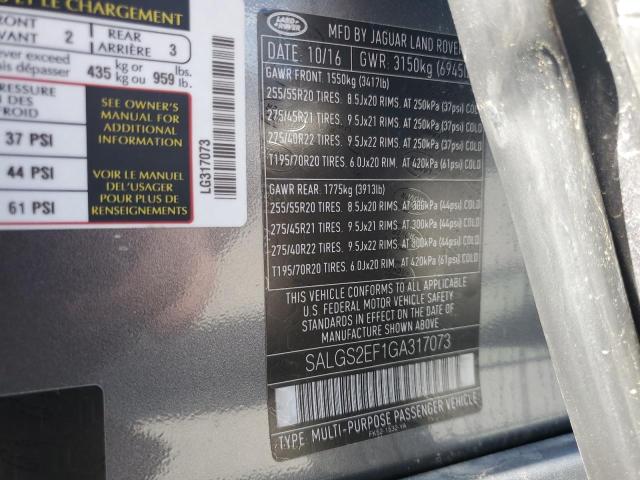 ET LE CHARGEMENT
FRONT
AVANT 2
REAR
ARRIÈRE 3
never exceed
dépasser 435 kg or kg ou 959 lbs. lb.
37 PSI
44 PSI
61 PSI
SEE OWNER'S
MANUAL FOR
ADDITIONAL
INFORMATION
VOIR LE MANUEL
DEL'USAGER
POUR PLUS DE
RENSEIGNEMENTS
LG317073
LAND
ROVER
MFD BY JAGUAR LAND ROVER
DATE: 10/16 GWR: 3150kg (6945l
GAWR FRONT: 1550kg (3417lb)
255/55R20 TIRES. 8.5Jx20 RIMS. AT 250kPa (37psi) COLD
275/45R21 TIRES. 9.5Jx21 RIMS. AT 250kPa (37psi) COLD
275/40R22 TIRES. 9.5Jx22 RIMS. AT 250kPa (37psi) COLD
T195/70R20 TIRES. 6.0Jx20 RIM. AT 420kPa (61psi) COLD
GAWR REAR: 1775kg (3913lb)
255/55R20 TIRES. 8.5Jx20 RIMS. AT 300kPa (44psi) COLD
275/45R21 TIRES. 9.5Jx21 RIMS. AT 300kPa (44psi) COLD
275/40R22 TIRES. 9.5Jx22 RIMS. AT 300kPa (44psi) COLD
T195/70R20 TIRES. 6.0Jx20 RIM. AT 420kPa (61psi) COLD
THIS VEHICLE CONFORMS TO ALL APPLICABLE
U.S. FEDERAL MOTOR VEHICLE SAFETY
STANDARDS IN EFFECT ON THE DATE OF
MANUFACTURE SHOWN ABOVE
SALGS2EF1GA317073
TYPE: MULTI-PURPOSE PASSENGER VEHICLE